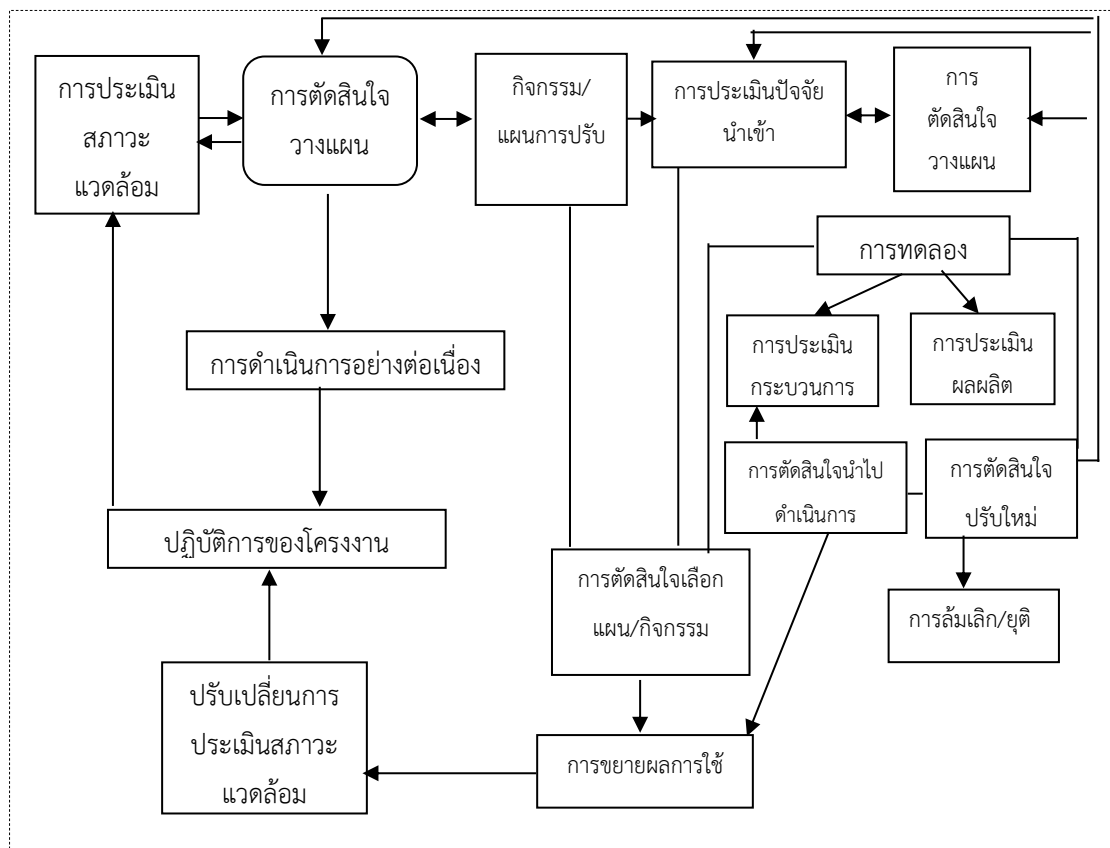 การประเมิน
สภาวะ
แวดล้อม
การตัดสินใจ
วางแผน
กิจกรรม/
แผนการปรับ
การประเมินปัจจัย
นำเข้า
การ
ตัดสินใจ
วางแผน
การทดลอง
การประเมิน
กระบวนการ
การประเมิน
ผลผลิต
การดำเนินการอย่างต่อเนื่อง
การตัดสินใจนำไป
ดำเนินการ
การตัดสินใจ
ปรับใหม่
ปฏิบัติการของโครงงาน
การตัดสินใจเลือก
แผน/กิจกรรม
การล้มเลิก/ยุติ
ปรับเปลี่ยนการ
ประเมินสภาวะ
แวดล้อม
การขยายผลการใช้